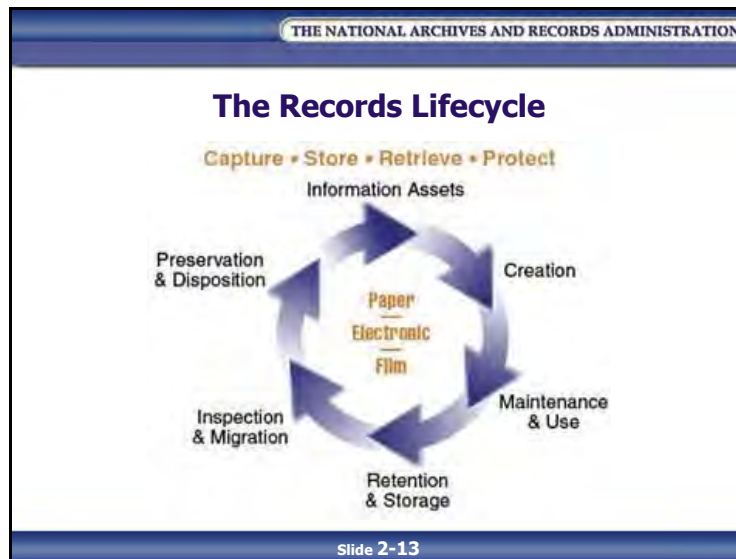 THE NATIONAL ARCHIVES AND RECORDS ADMINISTRATION
The Records Lifecycle
Capture • Store • Retrieve • Protect
Information Assets
Creation
Maintenance
& Use
Retention
& Storage
Inspection
& Migration
Preservation
& Disposition
Paper
Electronic
Film
Slide 2-13